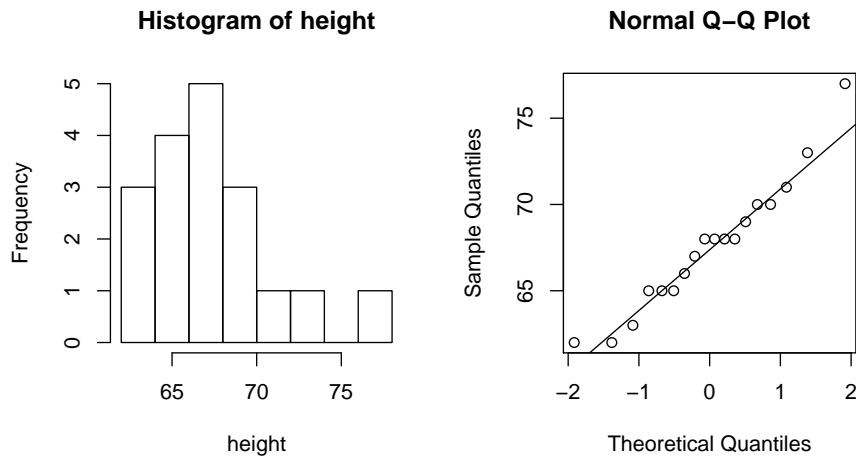 Histogram of height
Frequency
0 1 2 3 4 5
65 70 75
height
Normal Q−Q Plot
Sample Quantiles
65 70 75
−2 −1 0 1 2
Theoretical Quantiles